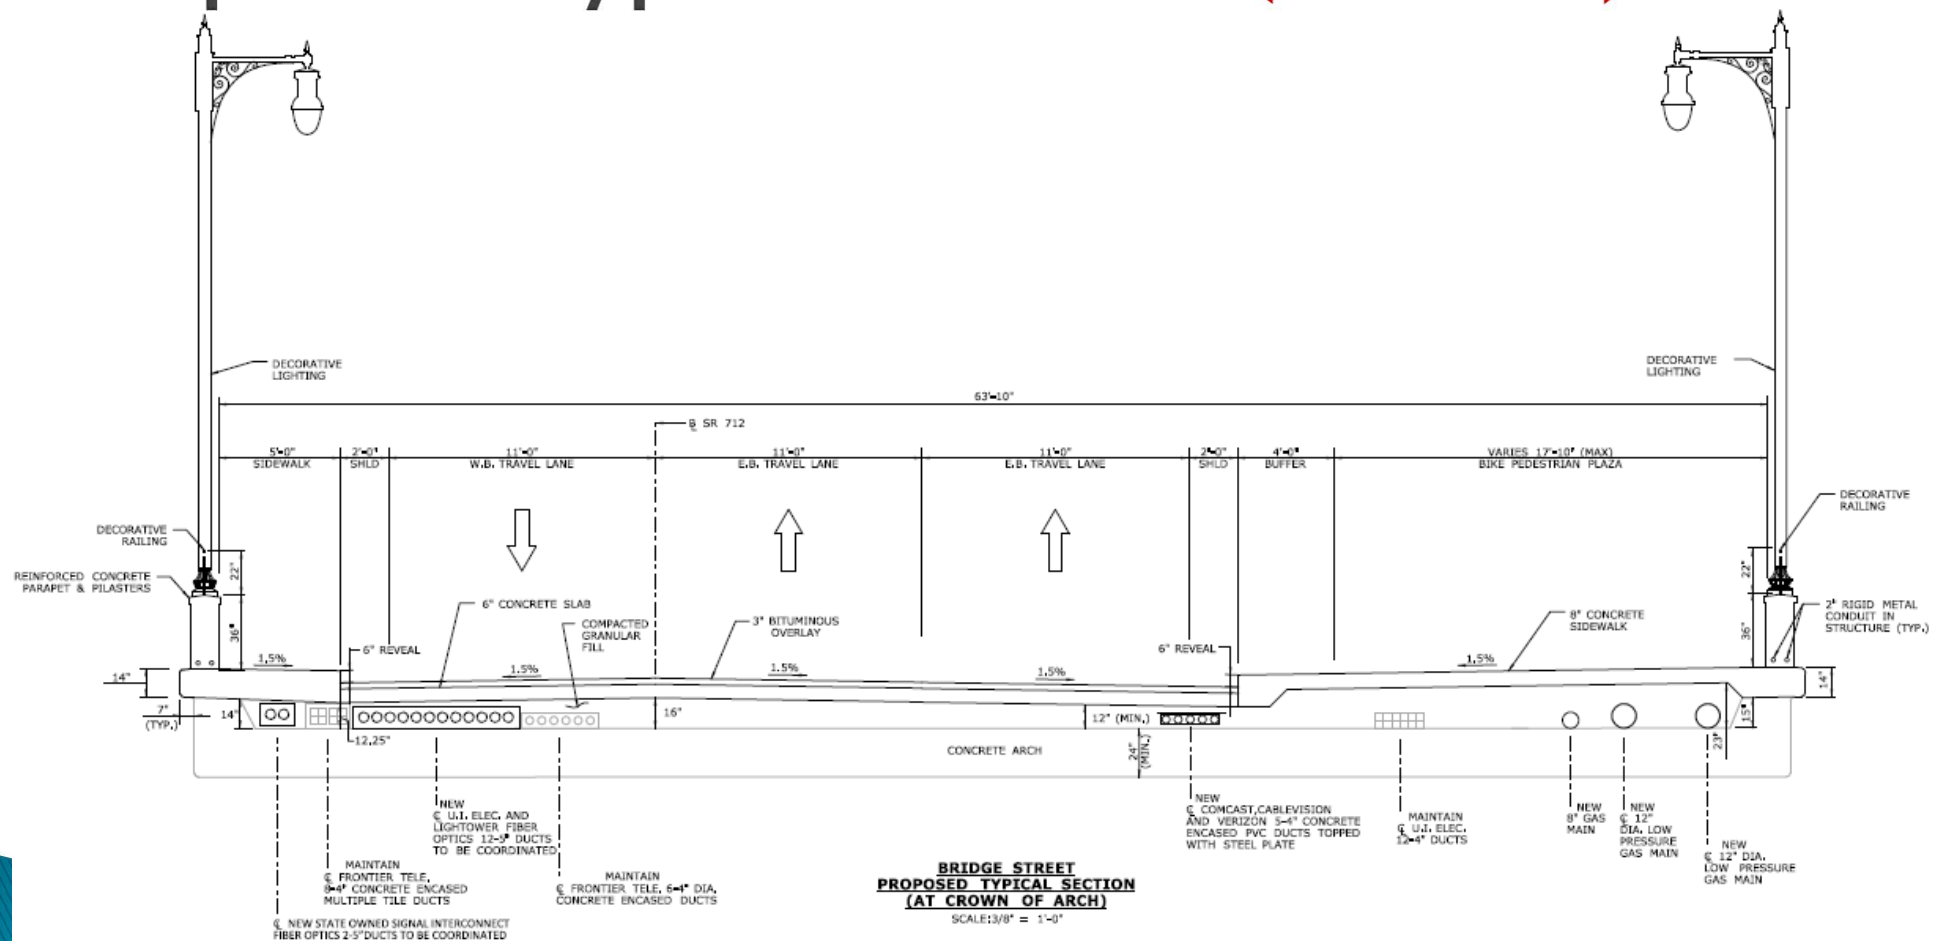 DECORATIVE
LIGHTING
DECORATIVE
LIGHTING
63'-10"
℄ SR 712
5'-0"
SIDEWALK
2'-0"
SHLD
11'-0"
W.B. TRAVEL LANE
11'-0"
E.B. TRAVEL LANE
11'-0"
E.B. TRAVEL LANE
2'-0"
SHLD
4'-0"
BUFFER
VARIES 17'-10" (MAX)
BIKE PEDESTRIAN PLAZA
DECORATIVE
RAILING
DECORATIVE
RAILING
REINFORCED CONCRETE
PARAPET & PILASTERS
22"
36"
6" CONCRETE SLAB
COMPACTED
GRANULAR
FILL
3" BITUMINOUS
OVERLAY
8" CONCRETE
SIDEWALK
22"
36"
2" RIGID METAL
CONDUIT IN
STRUCTURE (TYP.)
6" REVEAL
6" REVEAL
1.5%
1.5%
1.5%
1.5%
1.5%
14"
7"
(TYP.)
14"
12.25"
16"
12" (MIN.)
24"
(MIN.)
CONCRETE ARCH
14"
15"
23"
NEW
℄ U.I. ELEC. AND
LIGHTOWER FIBER
OPTICS 12-5" DUCTS
TO BE COORDINATED
MAINTAIN
℄ FRONTIER TELE,
8-4" CONCRETE ENCASED
MULTIPLE TILE DUCTS
℄ NEW STATE OWNED SIGNAL INTERCONNECT
FIBER OPTICS 2-5"DUCTS TO BE COORDINATED
MAINTAIN
℄ FRONTIER TELE, 6-4" DIA.
CONCRETE ENCASED DUCTS
NEW
℄ COMCAST,CABLEVISION
AND VERIZON 5-4" CONCRETE
ENCASED PVC DUCTS TOPPED
WITH STEEL PLATE
MAINTAIN
℄ U.I. ELEC.
12-4" DUCTS
NEW
8" GAS
MAIN
NEW
℄ 12"
DIA. LOW
PRESSURE
GAS MAIN
NEW
℄ 12" DIA.
LOW PRESSURE
GAS MAIN
BRIDGE STREET
PROPOSED TYPICAL SECTION
(AT CROWN OF ARCH)
SCALE:3/8" = 1'-0"